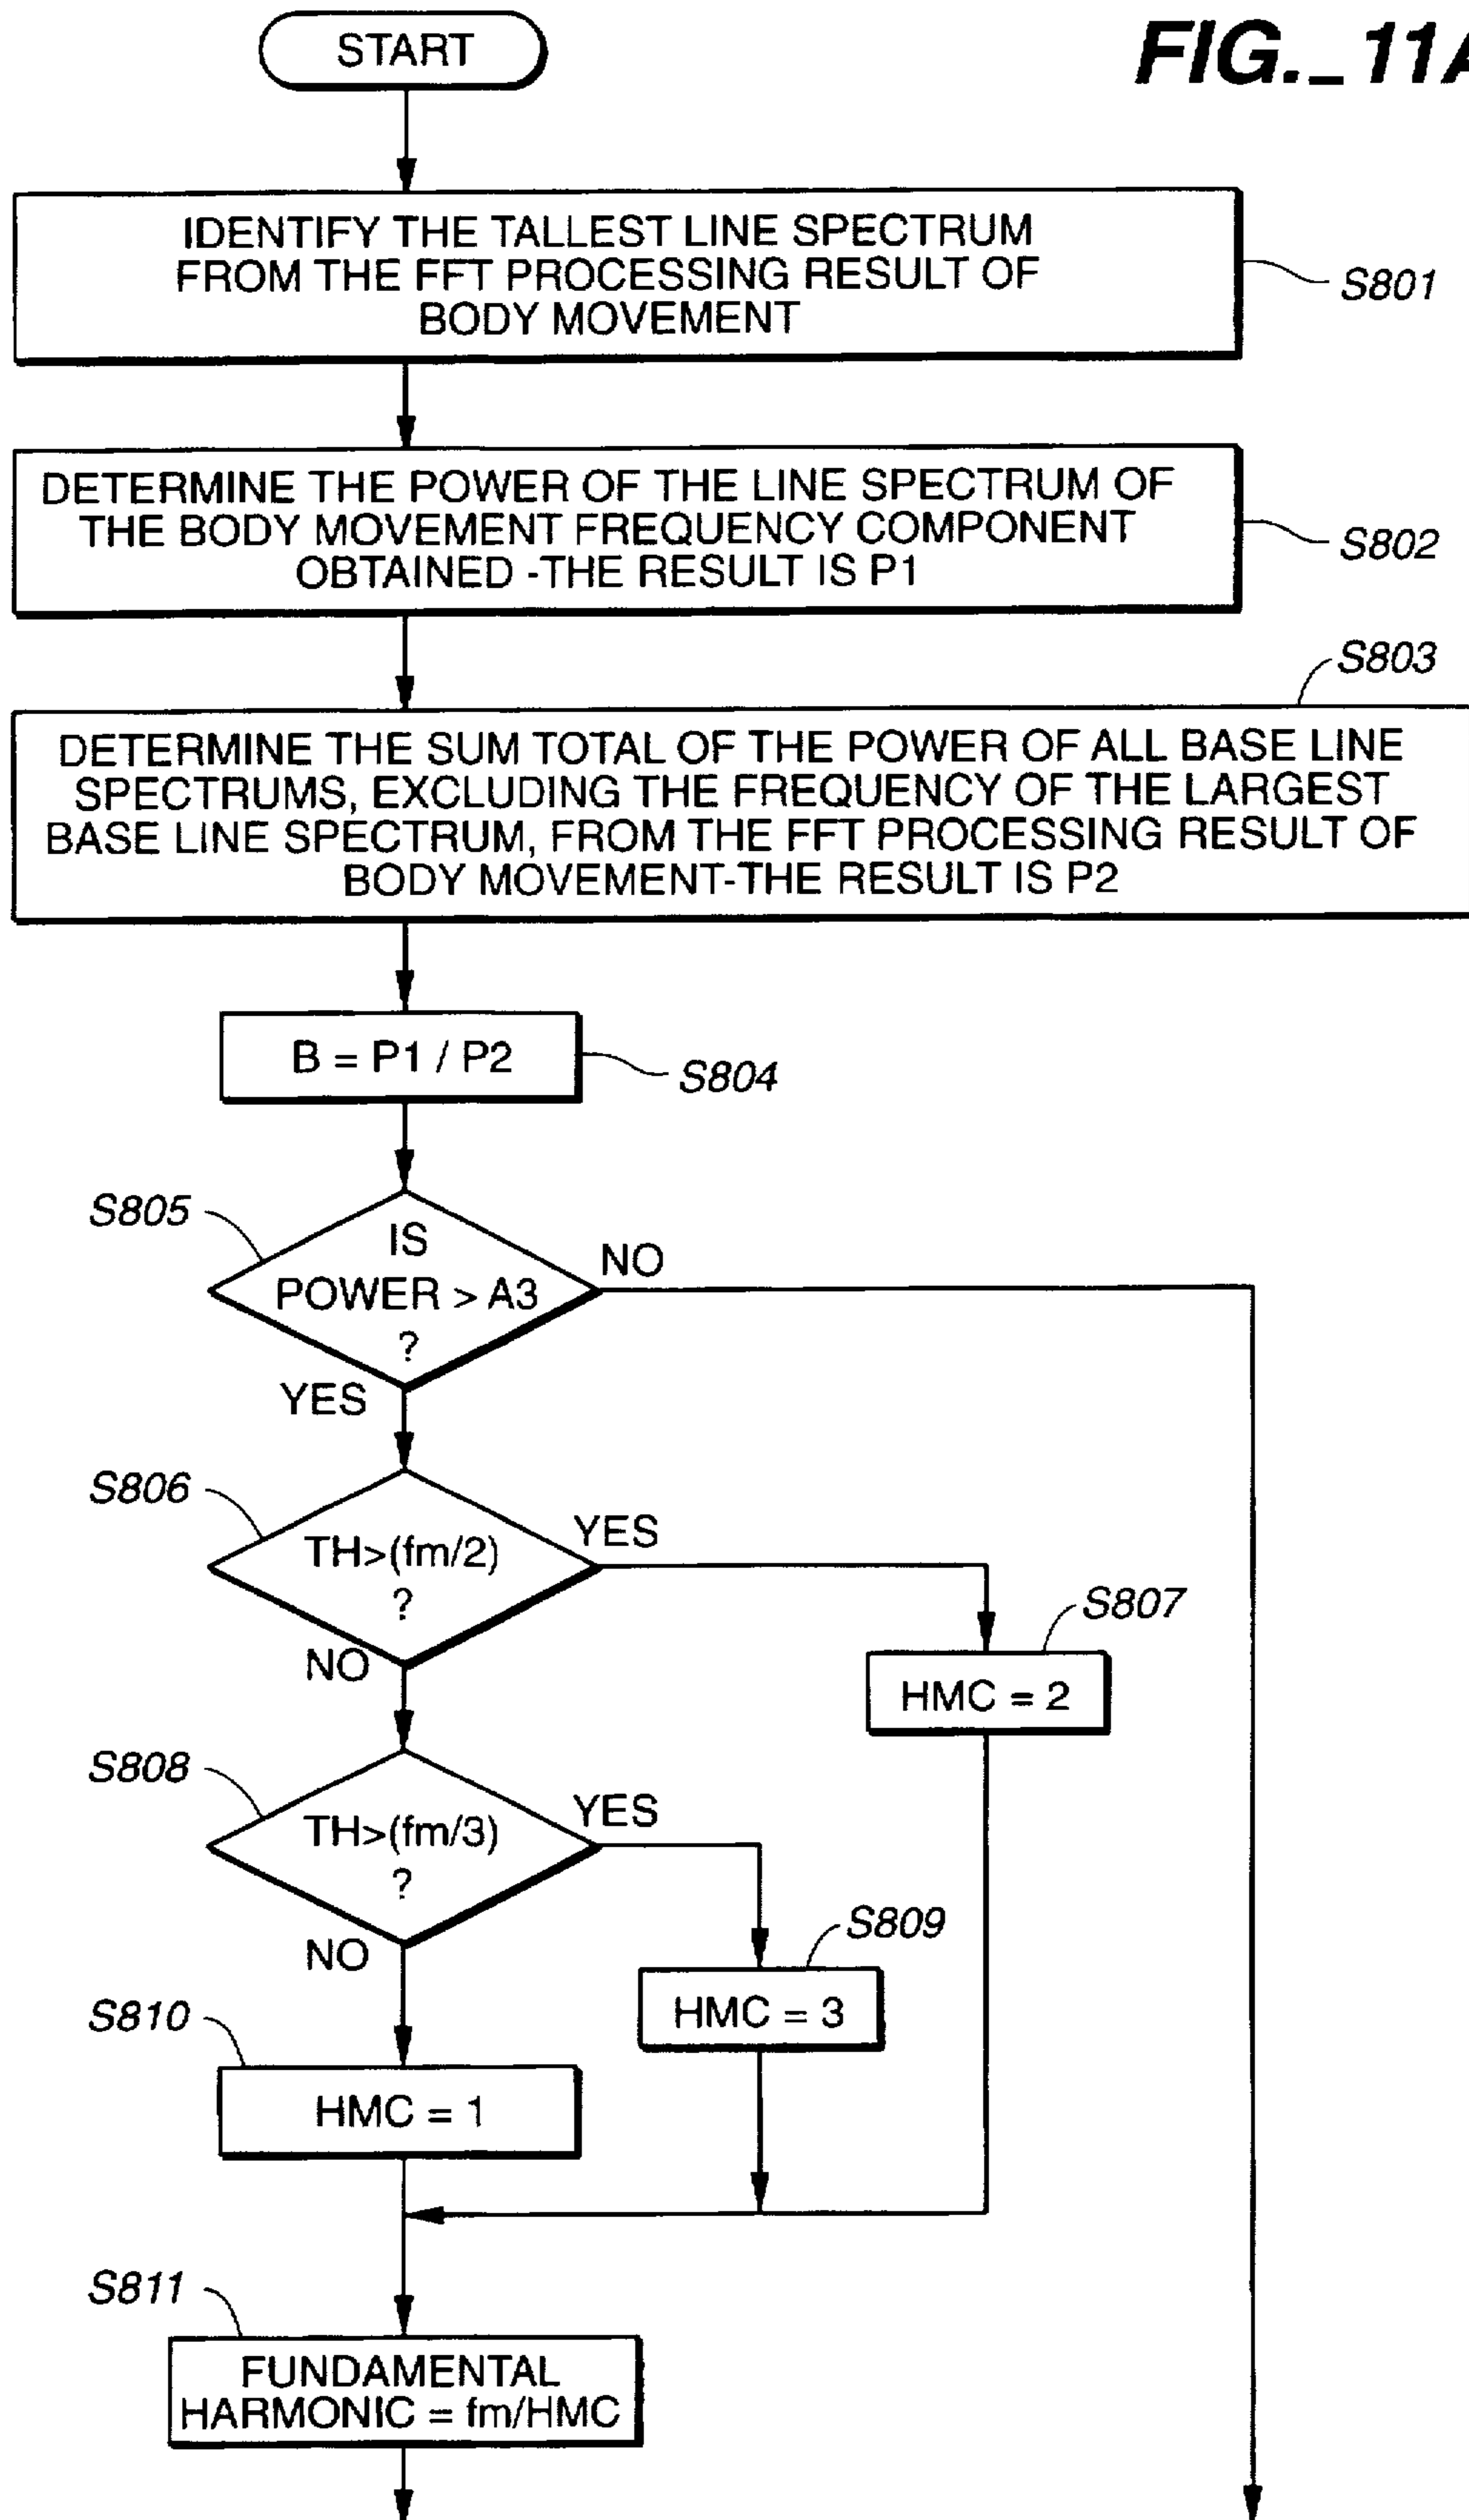 START
FIG._11A
IDENTIFY THE TALLEST LINE SPECTRUM
FROM THE FFT PROCESSING RESULT OF
BODY MOVEMENT
S801
DETERMINE THE POWER OF THE LINE SPECTRUM OF
THE BODY MOVEMENT FREQUENCY COMPONENT
OBTAINED -THE RESULT IS P1
S802
S803
DETERMINE THE SUM TOTAL OF THE POWER OF ALL BASE LINE
SPECTRUMS, EXCLUDING THE FREQUENCY OF THE LARGEST
BASE LINE SPECTRUM, FROM THE FFT PROCESSING RESULT OF
BODY MOVEMENT-THE RESULT IS P2
B = P1 / P2
S804
S805
IS
POWER > A3
?
NO
YES
S806
TH>(fm/2)
?
YES
NO
S807
HMC = 2
S808
TH>(fm/3)
?
YES
NO
S809
HMC = 3
S810
HMC = 1
S811
FUNDAMENTAL
HARMONIC = fm/HMC